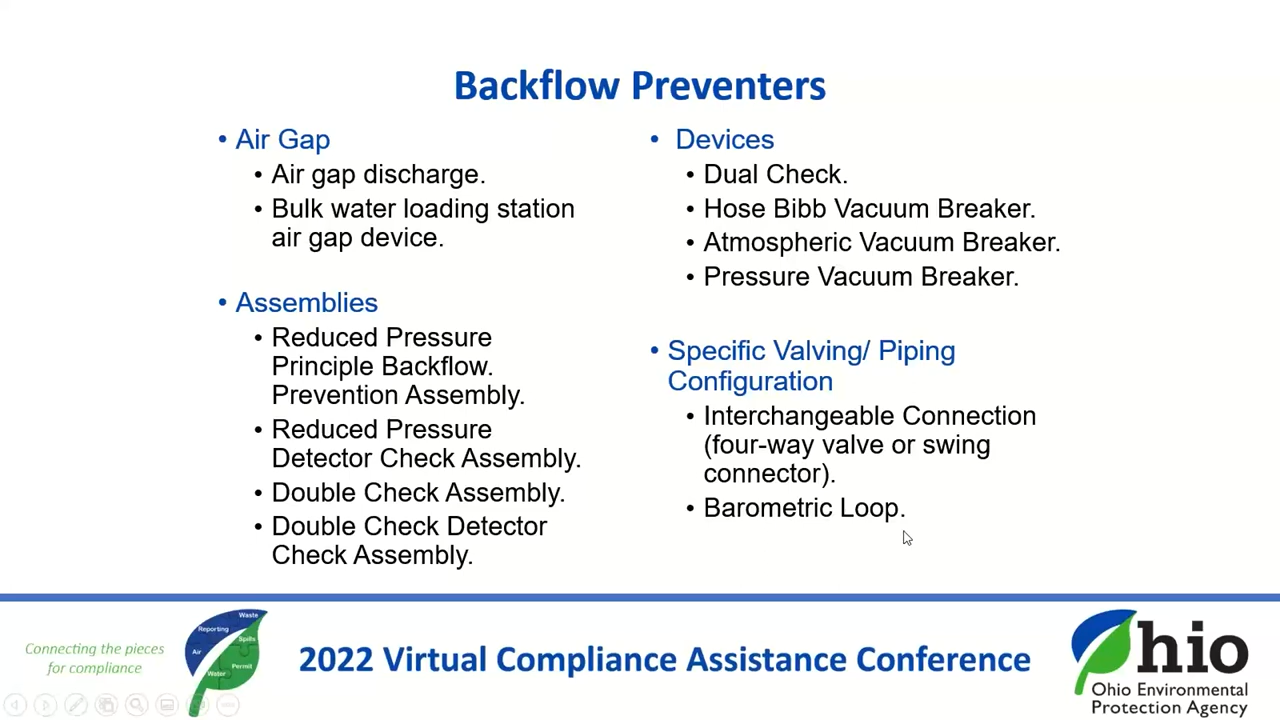 Backflow Preventers
• Air Gap
• Air gap discharge.
• Bulk water loading station
air gap device.
• Assemblies
• Reduced Pressure
Principle Backflow.
Prevention Assembly.
• Reduced Pressure
Detector Check Assembly.
• Double Check Assembly.
• Double Check Detector
Check Assembly.
• Devices
• Dual Check.
• Hose Bibb Vacuum Breaker.
• Atmospheric Vacuum Breaker.
• Pressure Vacuum Breaker.
• Specific Valving/ Piping
Configuration
• Interchangeable Connection
(four-way valve or swing
connector).
• Barometric Loop.
Connecting the pieces
for compliance
Waste
Reporting
Spills
Air
Permit
Water
2022 Virtual Compliance Assistance Conference
Ohio
Ohio Environmental
Protection Agency